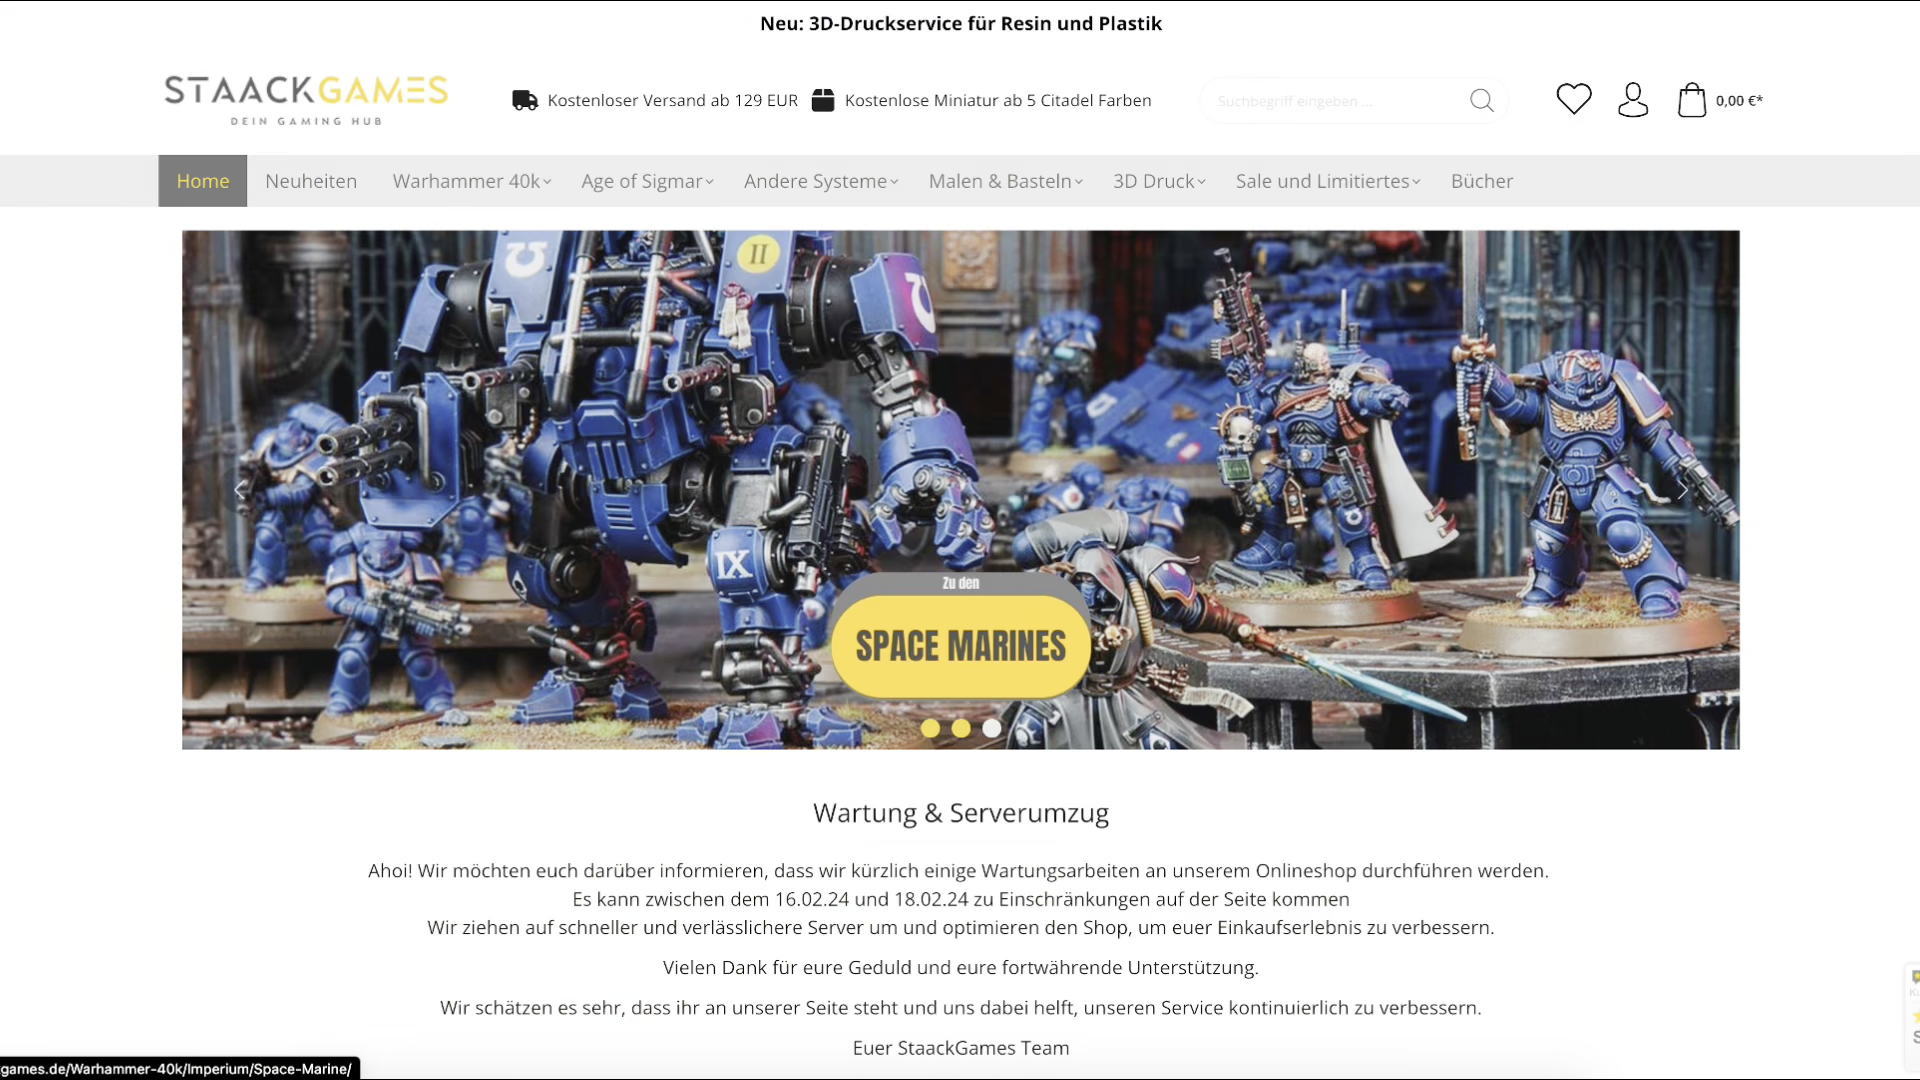 Neu: 3D-Druckservice für Resin und Plastik
STAACKGAMES
DEIN GAMING HUB
Kostenloser Versand ab 129 EUR
Kostenlose Miniatur ab 5 Citadel Farben
Suchbegriff eingeben ...
0,00 €*
Home
Neuheiten
Warhammer 40k
Age of Sigmar
Andere Systeme
Malen & Basteln
3D Druck
Sale und Limitiertes
Bücher
II
IX
Zu den
SPACE MARINES
Wartung & Serverumzug
Ahoi! Wir möchten euch darüber informieren, dass wir kürzlich einige Wartungsarbeiten an unserem Onlineshop durchführen werden.
Es kann zwischen dem 16.02.24 und 18.02.24 zu Einschränkungen auf der Seite kommen
Wir ziehen auf schneller und verlässlichere Server um und optimieren den Shop, um euer Einkaufserlebnis zu verbessern.
Vielen Dank für eure Geduld und eure fortwährende Unterstützung.
Wir schätzen es sehr, dass ihr an unserer Seite steht und uns dabei helft, unseren Service kontinuierlich zu verbessern.
Euer StaackGames Team
games.de/Warhammer-40k/Imperium/Space-Marine/